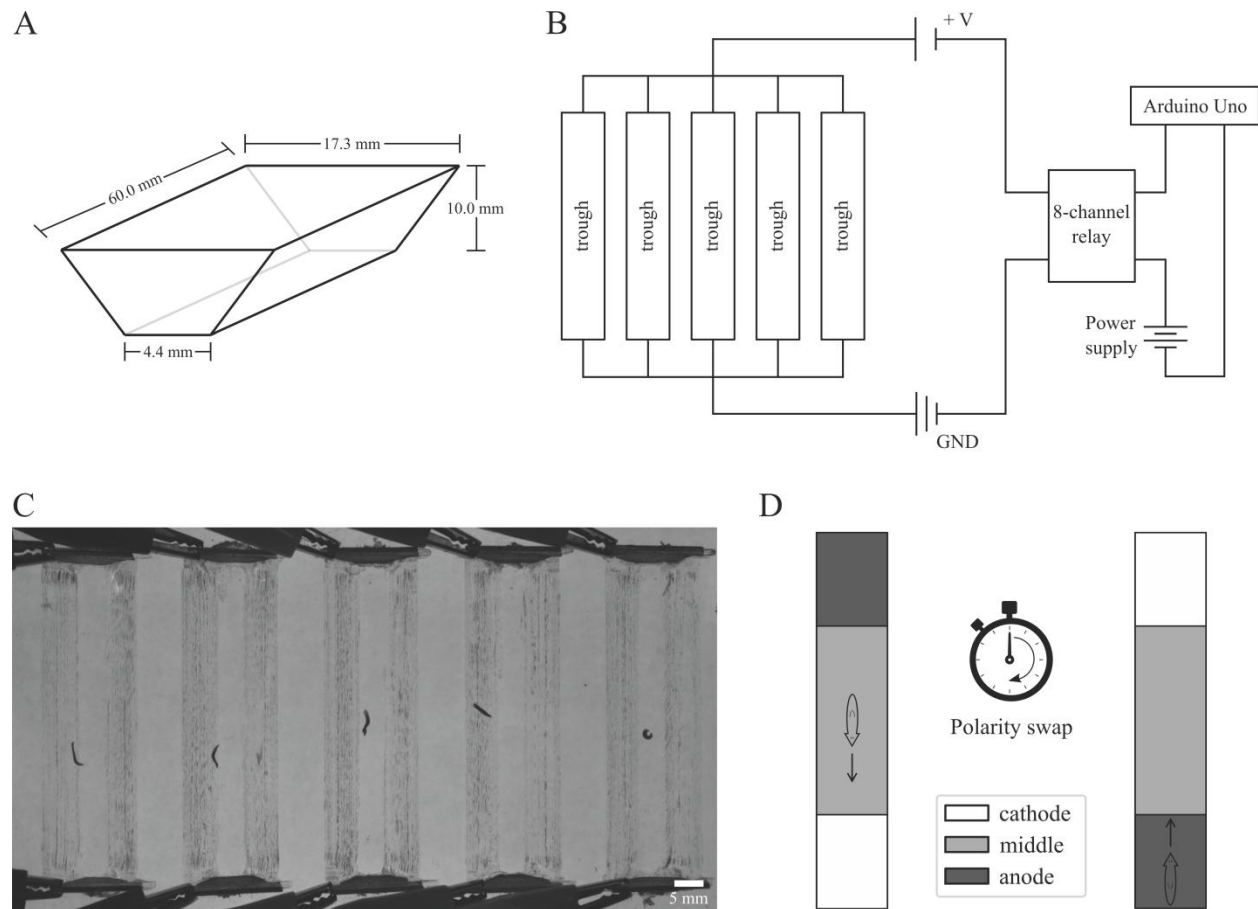 A
17.3 mm
60.0 mm
10.0 mm
4.4 mm
B
+ V
Arduino Uno
trough
trough
trough
trough
trough
8-channel
relay
Power
supply
GND
C
5 mm
D
Polarity swap
cathode
middle
anode